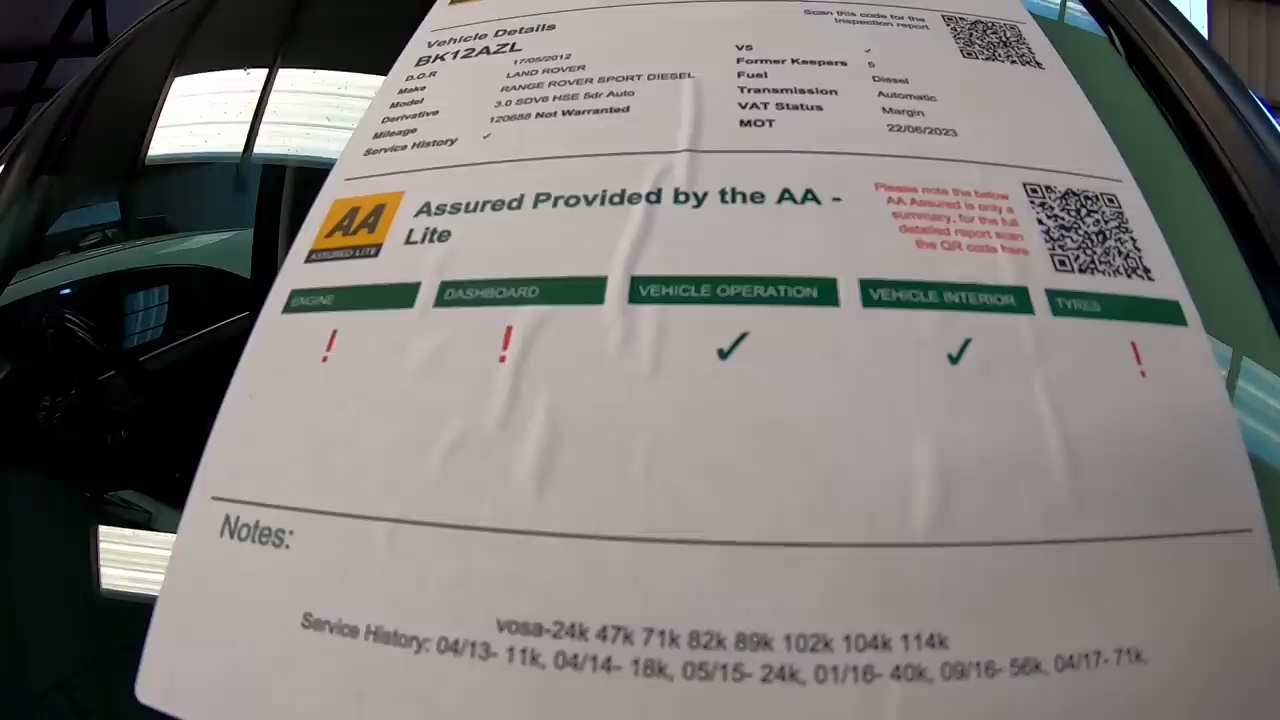 Vehicle Details
BK12AZL
D.O.R 17/05/2012
Make LAND ROVER
Model RANGE ROVER SPORT DIESEL
Derivative 3.0 SDV6 HSE 5dr Auto
Mileage 120688 Not Warranted
Service History ✓
Scan this code for the
inspection report
V5 ✓
Former Keepers 5
Fuel Diesel
Transmission Automatic
VAT Status Margin
MOT 22/06/2023
AA
ASSURED LITE
Assured Provided by the AA -
Lite
Please note the below
AA Assured is only a
summary, for the full
detailed report scan
the QR code here
ENGINE DASHBOARD VEHICLE OPERATION VEHICLE INTERIOR TYRES
! ! ✓ ✓ !
Notes:
vosa-24k 47k 71k 82k 89k 102k 104k 114k
Service History: 04/13- 11k, 04/14- 18k, 05/15- 24k, 01/16- 40k, 09/16- 56k, 04/17- 71k,